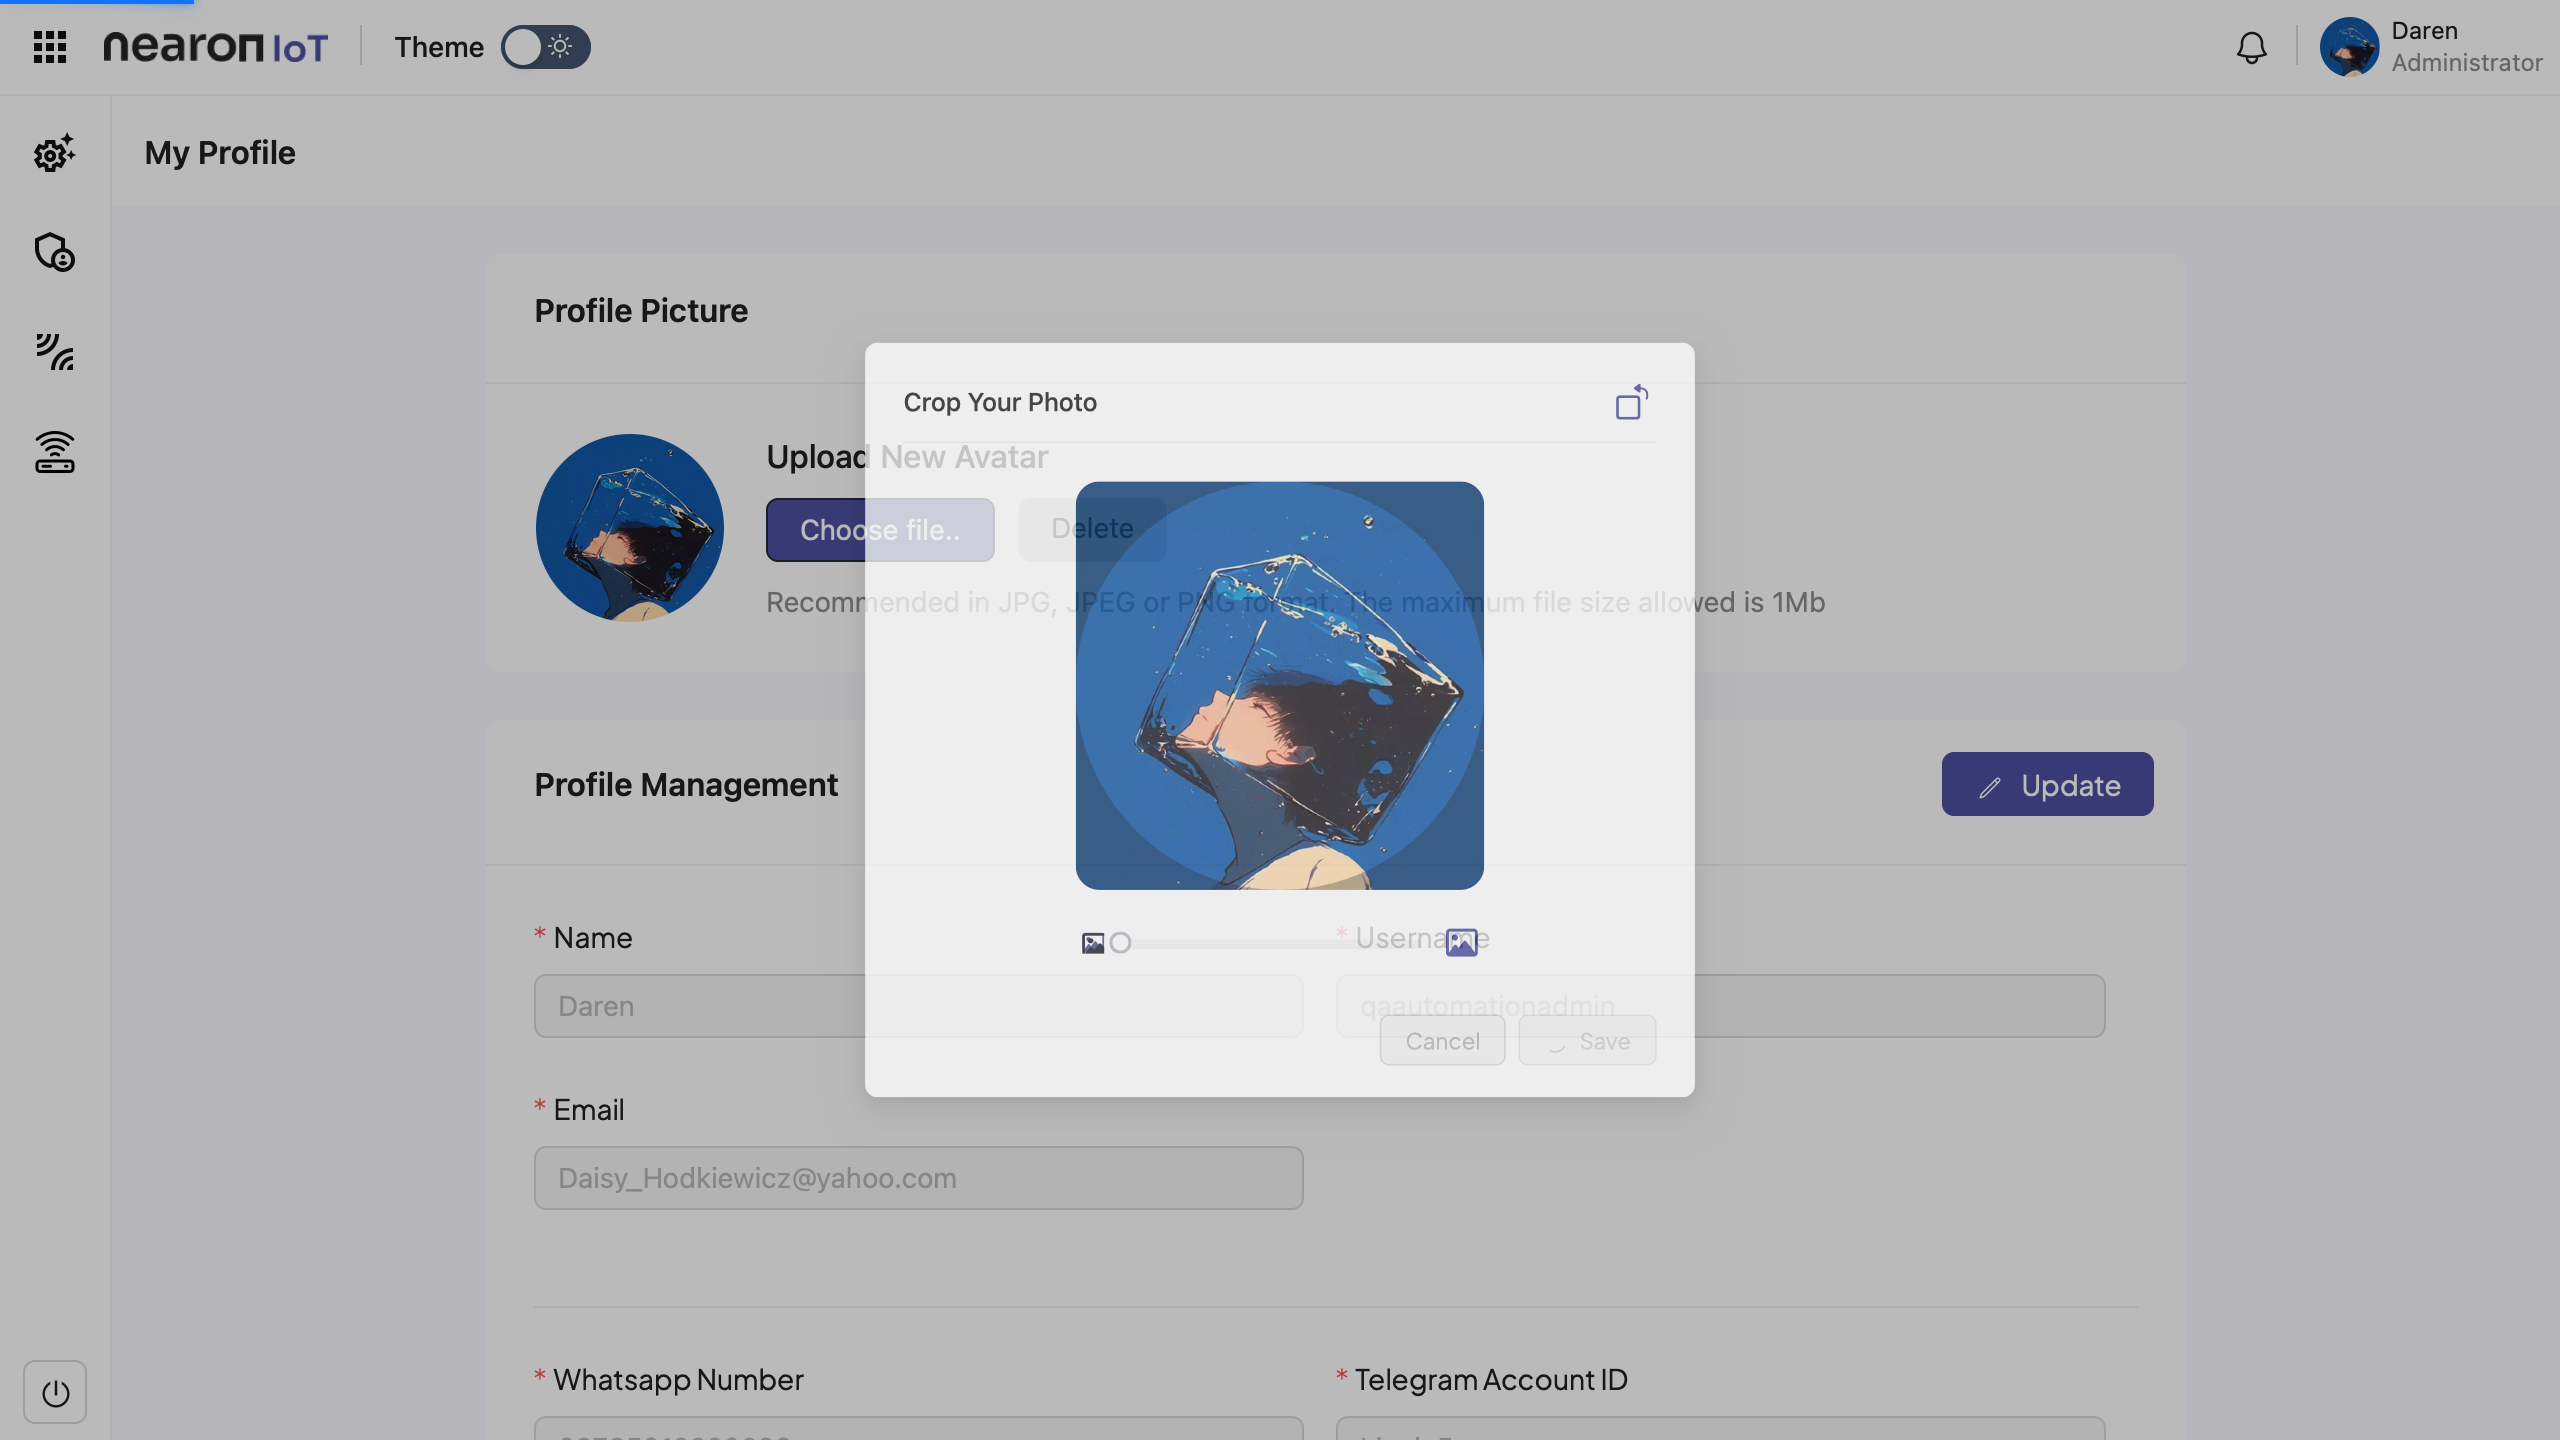 nearon IoT
Theme
Daren
Administrator
My Profile
Profile Picture
Crop Your Photo
Upload New Avatar
Choose file..
Delete
Recommended in JPG, JPEG or PNG format. The maximum file size allowed is 1Mb
Profile Management
Update
* Name
* Username
Daren
qaautomationadmin
Cancel
Save
* Email
Daisy_Hodkiewicz@yahoo.com
* Whatsapp Number
* Telegram Account ID